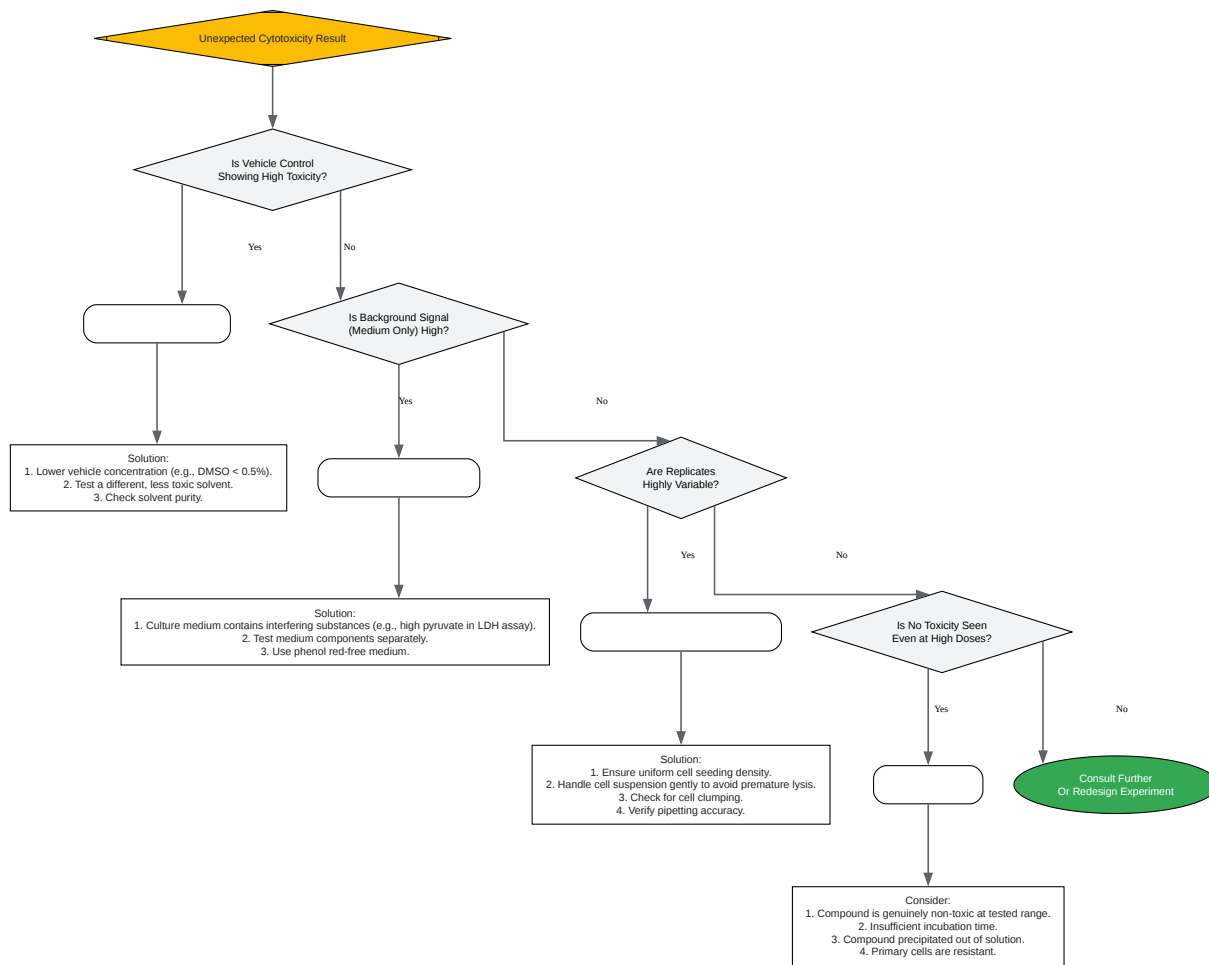 Unexpected Cytotoxicity Result
Is Vehicle Control
Showing High Toxicity?
Yes
No
Is Background Signal
(Medium Only) High?
Yes
No
Solution:
1. Lower vehicle concentration (e.g., DMSO < 0.5%).
2. Test a different, less toxic solvent.
3. Check solvent purity.
Are Replicates
Highly Variable?
Yes
No
Solution:
1. Culture medium contains interfering substances (e.g., high pyruvate in LDH assay).
2. Test medium components separately.
3. Use phenol red-free medium.
Is No Toxicity Seen
Even at High Doses?
Yes
No
Solution:
1. Ensure uniform cell seeding density.
2. Handle cell suspension gently to avoid premature lysis.
3. Check for cell clumping.
4. Verify pipetting accuracy.
Consult Further
Or Redesign Experiment
Consider:
1. Compound is genuinely non-toxic at tested range.
2. Insufficient incubation time.
3. Compound precipitated out of solution.
4. Primary cells are resistant.